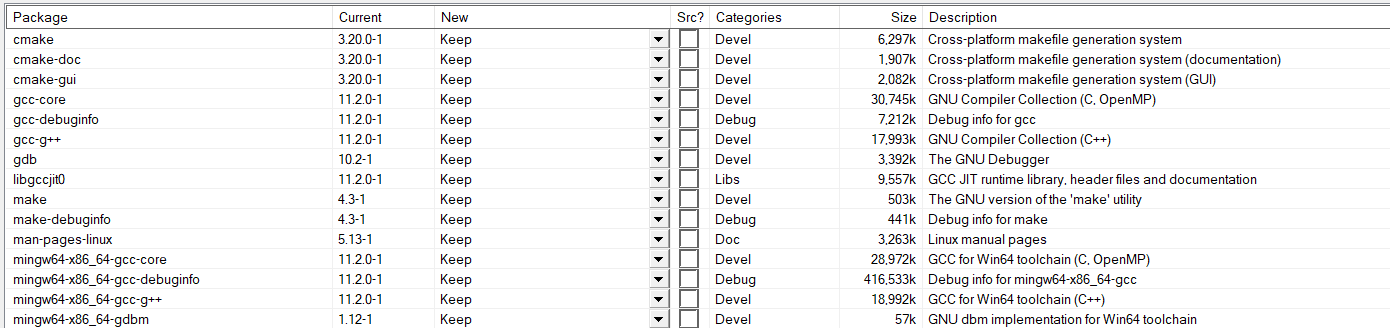 Package Current New Src? Categories Size Description
cmake 3.20.0-1 Keep Devel 6,297k Cross-platform makefile generation system
cmake-doc 3.20.0-1 Keep Devel 1,907k Cross-platform makefile generation system (documentation)
cmake-gui 3.20.0-1 Keep Devel 2,082k Cross-platform makefile generation system (GUI)
gcc-core 11.2.0-1 Keep Devel 30,745k GNU Compiler Collection (C, OpenMP)
gcc-debuginfo 11.2.0-1 Keep Debug 7,212k Debug info for gcc
gcc-g++ 11.2.0-1 Keep Devel 17,993k GNU Compiler Collection (C++)
gdb 10.2-1 Keep Devel 3,392k The GNU Debugger
libgccjit0 11.2.0-1 Keep Libs 9,557k GCC JIT runtime library, header files and documentation
make 4.3-1 Keep Devel 503k The GNU version of the 'make' utility
make-debuginfo 4.3-1 Keep Debug 441k Debug info for make
man-pages-linux 5.13-1 Keep Doc 3,263k Linux manual pages
mingw64-x86_64-gcc-core 11.2.0-1 Keep Devel 28,972k GCC for Win64 toolchain (C, OpenMP)
mingw64-x86_64-gcc-debuginfo 11.2.0-1 Keep Debug 416,533k Debug info for mingw64-x86_64-gcc
mingw64-x86_64-gcc-g++ 11.2.0-1 Keep Devel 18,992k GCC for Win64 toolchain (C++)
mingw64-x86_64-gdbm 1.12-1 Keep Devel 57k GNU dbm implementation for Win64 toolchain